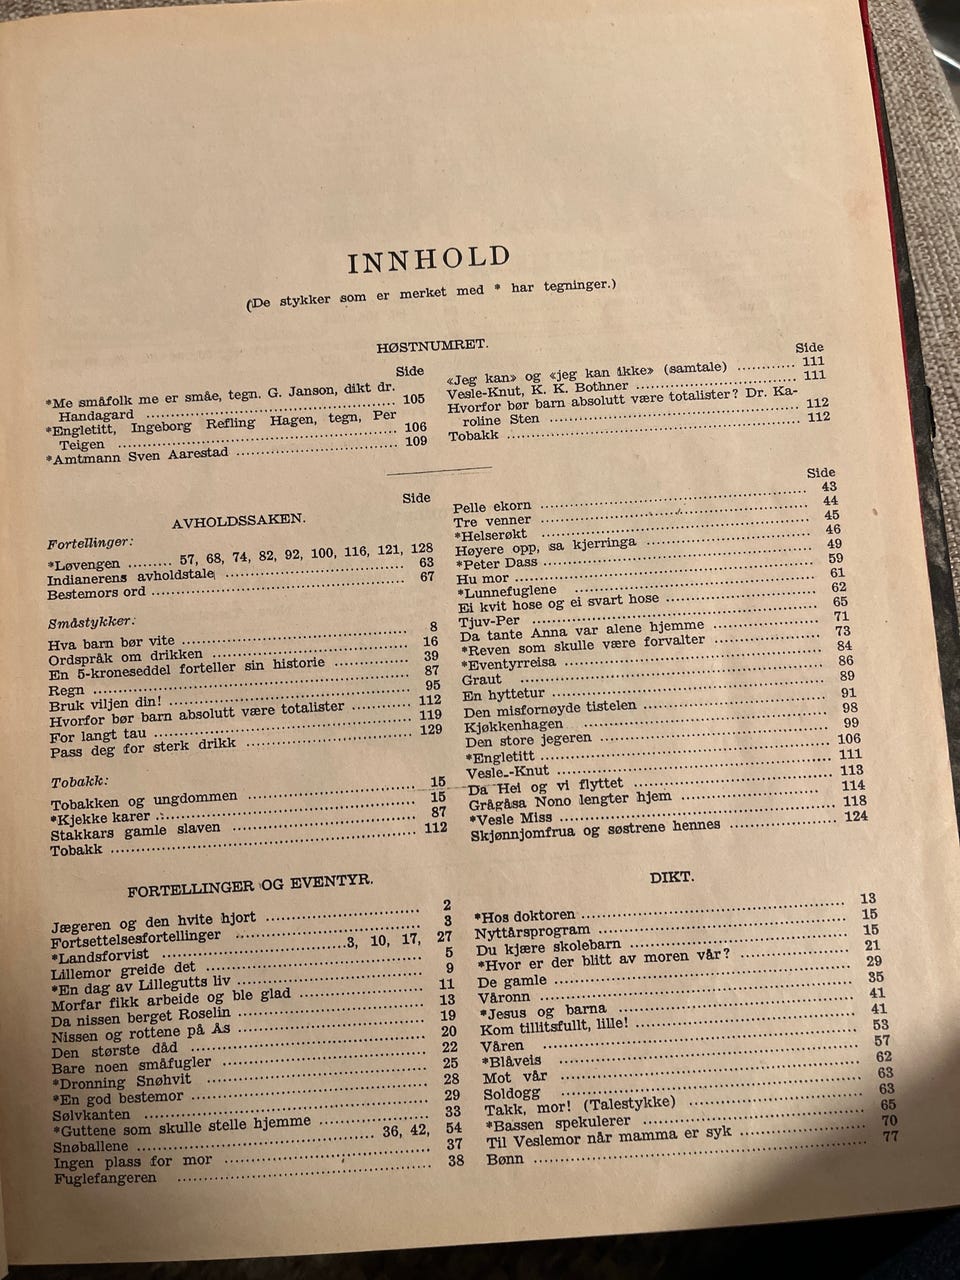 INNHOLD
(De stykker som er merket med * har tegninger.)
HØSTNUMRET.
Side
*Me småfolk me er småe, tegn. G. Janson, dikt dr.
Handagard ........ 105
*Engletitt, Ingeborg Refling Hagen, tegn, Per
Teigen ........ 106
*Amtmann Sven Aarestad ........ 109
Side
«Jeg kan» og «jeg kan ikke» (samtale) ........ 111
Vesle-Knut, K. K. Bothner ........ 111
Hvorfor bør barn absolutt være totalister? Dr. Ka-
roline Sten ........ 112
Tobakk ........ 112
Side
AVHOLDSSAKEN.
Fortellinger:
*Løvengen ........ 57, 68, 74, 82, 92, 100, 116, 121, 128
Indianerens avholdstale ........ 63
Bestemors ord ........ 67
Småstykker:
Hva barn bør vite ........ 8
Ordspråk om drikken ........ 16
En 5-kroneseddel forteller sin historie ........ 39
Regn ........ 87
Bruk viljen din! ........ 95
Hvorfor bør barn absolutt være totalister ........ 112
For langt tau ........ 119
Pass deg for sterk drikk ........ 129
Tobakk:
Tobakken og ungdommen ........ 15
*Kjekke karer ........ 15
Stakkars gamle slaven ........ 87
Tobakk ........ 112
FORTELLINGER OG EVENTYR.
Jægeren og den hvite hjort ........ 2
Fortsettelsesfortellinger ........ 3
*Landsforvist ........ 3, 10, 17, 27
Lillemor greide det ........ 5
*En dag av Lillegutts liv ........ 9
Morfar fikk arbeide og ble glad ........ 11
Da nissen berget Roselin ........ 13
Nissen og rottene på Ås ........ 19
Den største dåd ........ 20
Bare noen småfugler ........ 22
*Dronning Snøhvit ........ 25
*En god bestemor ........ 28
Sølvkanten ........ 29
*Guttene som skulle stelle hjemme ........ 33
Snøballene ........ 36, 42, 54
Ingen plass for mor ........ 37
Fuglefangeren ........ 38
Side
Pelle ekorn ........ 43
Tre venner ........ 44
*Helserøkt ........ 45
Høyere opp, sa kjerringa ........ 46
*Peter Dass ........ 49
Hu mor ........ 59
*Lunnefuglene ........ 61
Ei kvit hose og ei svart hose ........ 62
Tjuv-Per ........ 65
Da tante Anna var alene hjemme ........ 71
*Reven som skulle være forvalter ........ 73
*Eventyrreisa ........ 84
Graut ........ 86
En hyttetur ........ 89
Den misfornøyde tistelen ........ 91
Kjøkkenhagen ........ 98
Den store jegeren ........ 99
*Engletitt ........ 106
Vesle-Knut ........ 111
Da Hei og vi flyttet ........ 113
Grågåsa Nono lengter hjem ........ 114
*Vesle Miss ........ 118
Skjønnjomfrua og søstrene hennes ........ 124
DIKT.
*Hos doktoren ........ 13
Nyttårsprogram ........ 15
Du kjære skolebarn ........ 15
*Hvor er der blitt av moren vår? ........ 21
De gamle ........ 29
Våronn ........ 35
*Jesus og barna ........ 41
Kom tillitsfullt, lille! ........ 41
Våren ........ 53
*Blåveis ........ 57
Mot vår ........ 62
Soldogg ........ 63
Takk, mor! (Talestykke) ........ 63
*Bassen spekulerer ........ 65
Til Veslemor når mamma er syk ........ 70
Bønn ........ 77